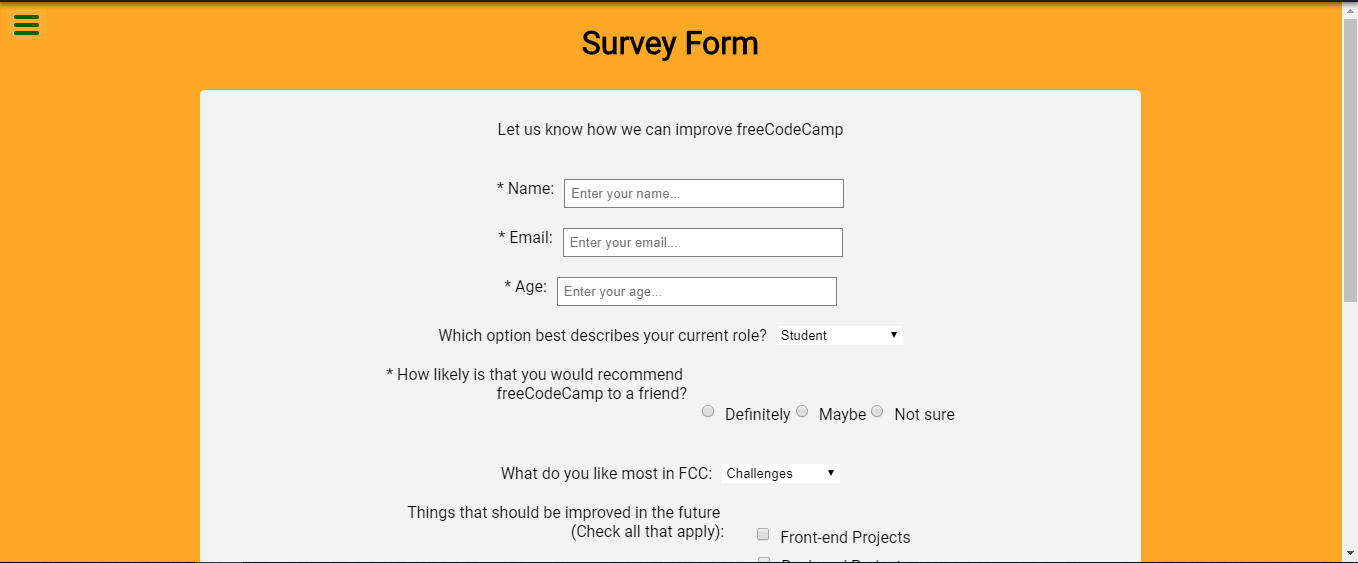 Survey Form
Let us know how we can improve freeCodeCamp
* Name: Enter your name...
* Email: Enter your email...
* Age: Enter your age...
Which option best describes your current role? Student
* How likely is that you would recommend
freeCodeCamp to a friend?
Definitely Maybe Not sure
What do you like most in FCC: Challenges
Things that should be improved in the future
(Check all that apply):
Front-end Projects